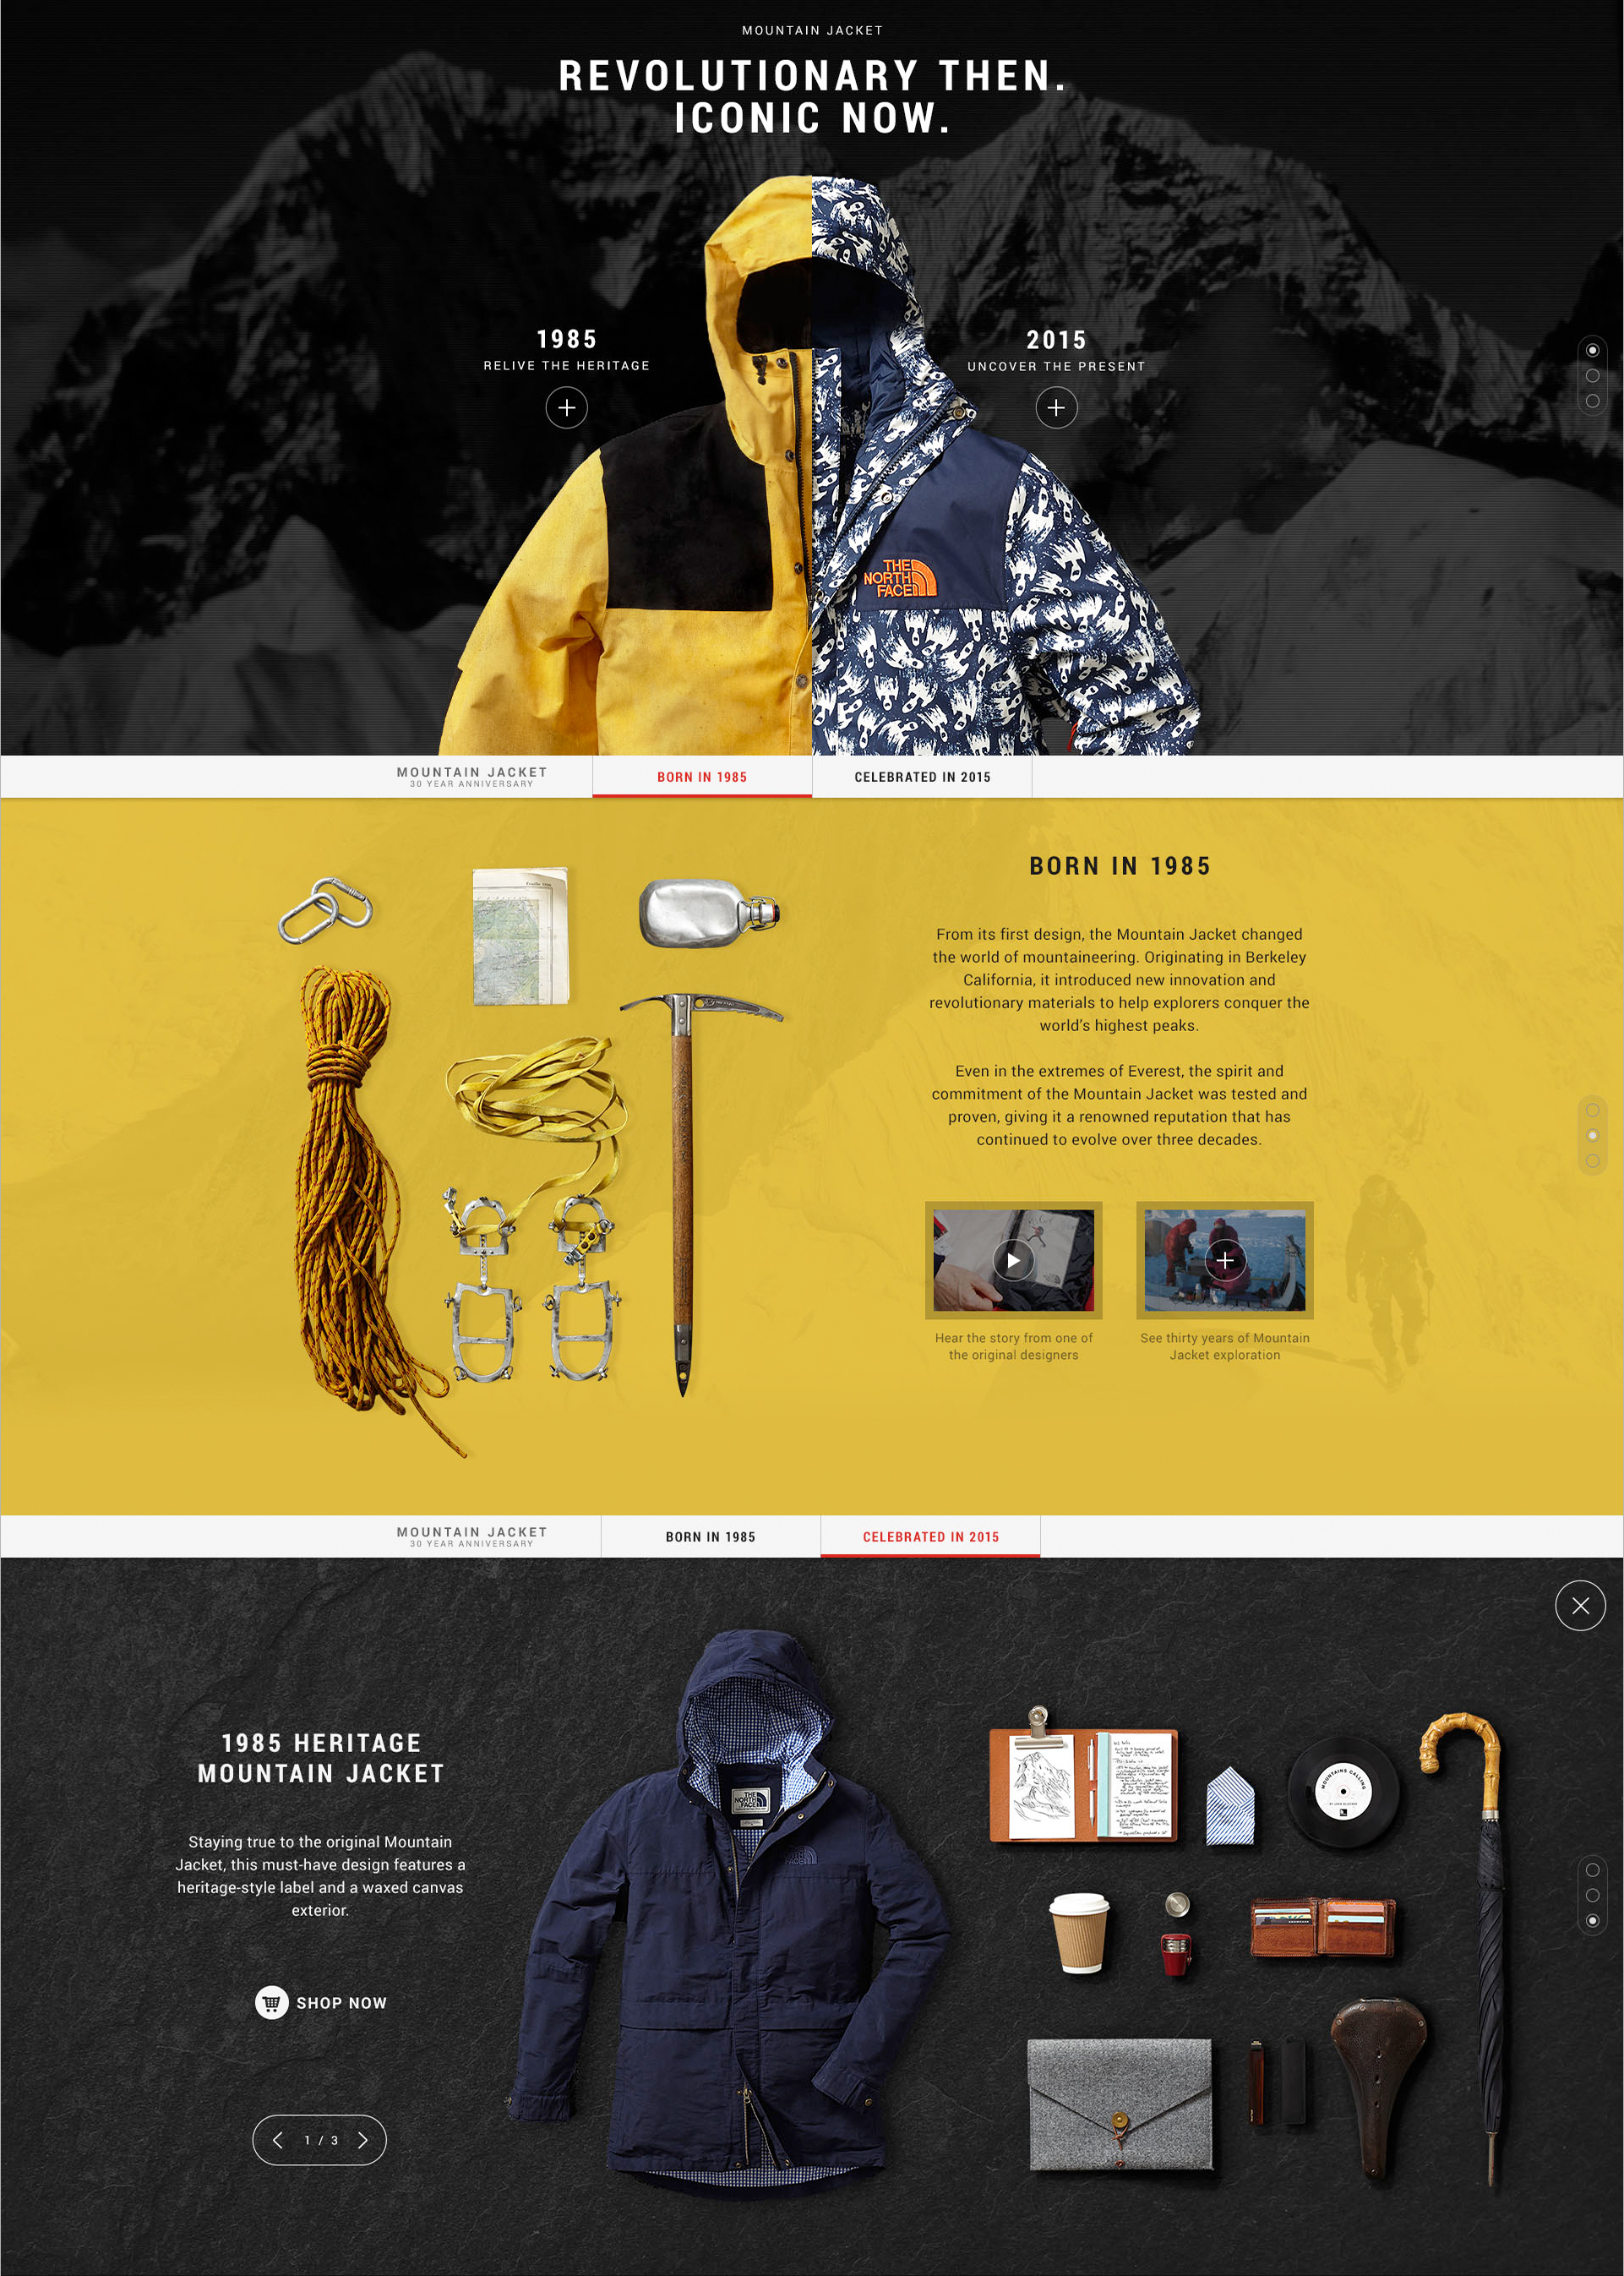 MOUNTAIN JACKET
REVOLUTIONARY THEN.
ICONIC NOW.
1985
RELIVE THE HERITAGE
2015
UNCOVER THE PRESENT
THE
NORTH
FACE
MOUNTAIN JACKET
30 YEAR ANNIVERSARY
BORN IN 1985
CELEBRATED IN 2015
BORN IN 1985
From its first design, the Mountain Jacket changed
the world of mountaineering. Originating in Berkeley
California, it introduced new innovation and
revolutionary materials to help explorers conquer the
world's highest peaks.
Even in the extremes of Everest, the spirit and
commitment of the Mountain Jacket was tested and
proven, giving it a renowned reputation that has
continued to evolve over three decades.
Hear the story from one of
the original designers
See thirty years of Mountain
Jacket exploration
MOUNTAIN JACKET
30 YEAR ANNIVERSARY
BORN IN 1985
CELEBRATED IN 2015
1985 HERITAGE
MOUNTAIN JACKET
Staying true to the original Mountain
Jacket, this must-have design features a
heritage-style label and a waxed canvas
exterior.
SHOP NOW
1 / 3
THE
NORTH
FACE
MOUNTAINS CALLING